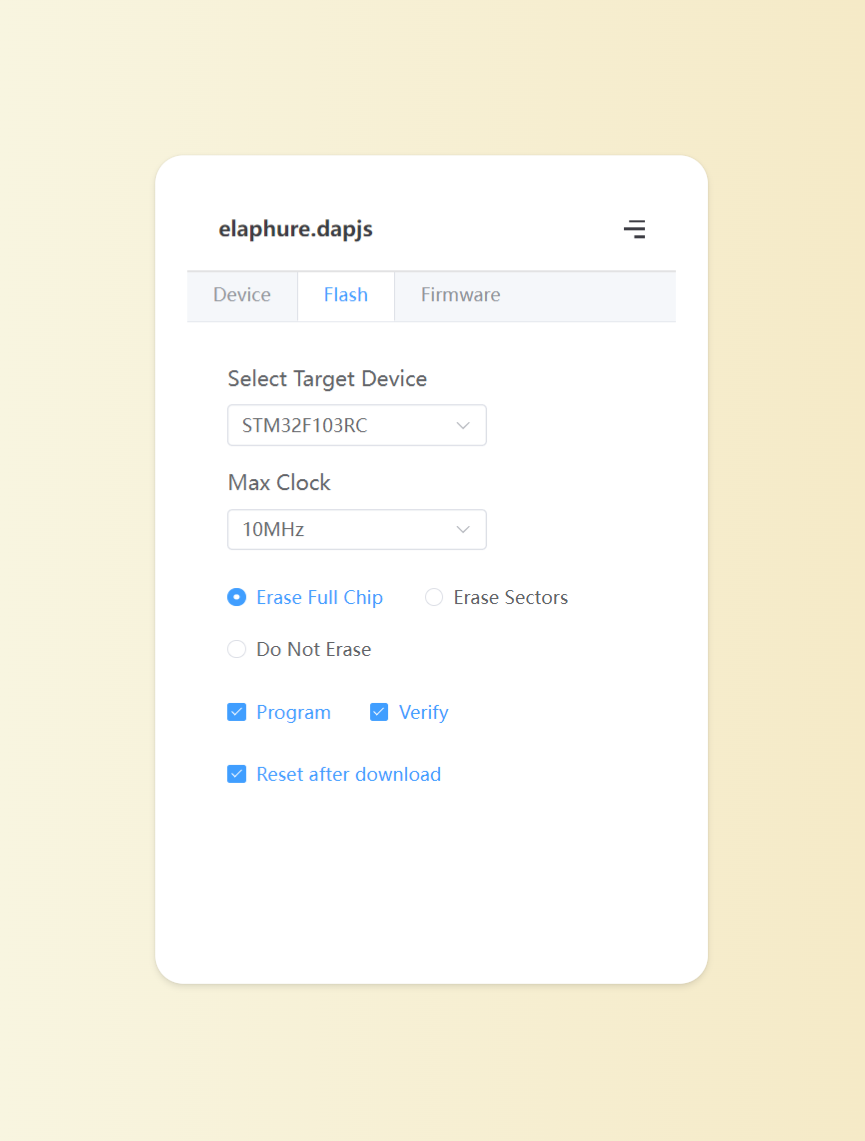 elaphure.dapjs
Device Flash Firmware
Select Target Device
STM32F103RC
Max Clock
10MHz
Erase Full Chip Erase Sectors
Do Not Erase
Program Verify
Reset after download